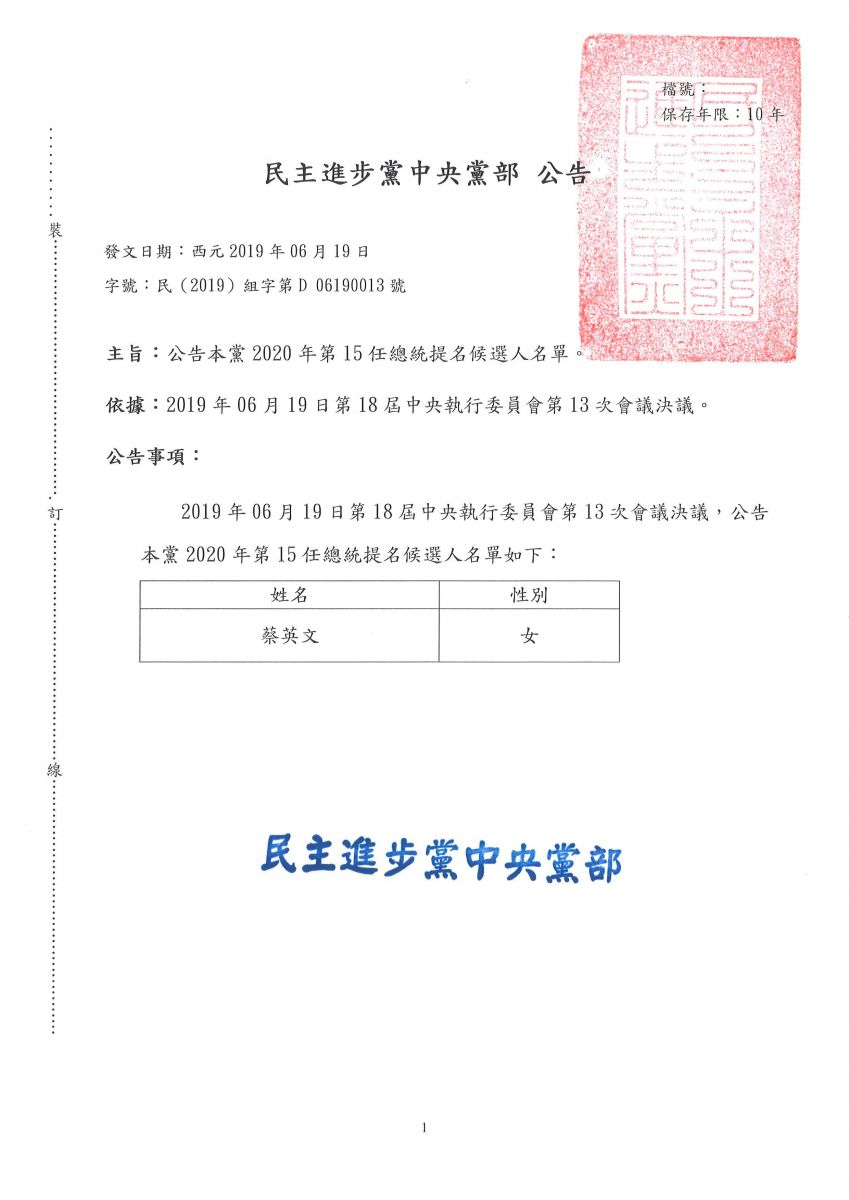 檔號：
保存年限：10 年
民主進步黨中央黨部 公告
發文日期：西元 2019 年 06 月 19 日
字號：民（2019）組字第 D 06190013 號
主旨：公告本黨 2020 年第 15 任總統提名候選人名單。
依據：2019 年 06 月 19 日第 18 屆中央執行委員會第 13 次會議決議。
公告事項：
2019 年 06 月 19 日第 18 屆中央執行委員會第 13 次會議決議，公告
本黨 2020 年第 15 任總統提名候選人名單如下：
姓名 性別
蔡英文 女
民主進步黨中央黨部
裝
訂
線
1